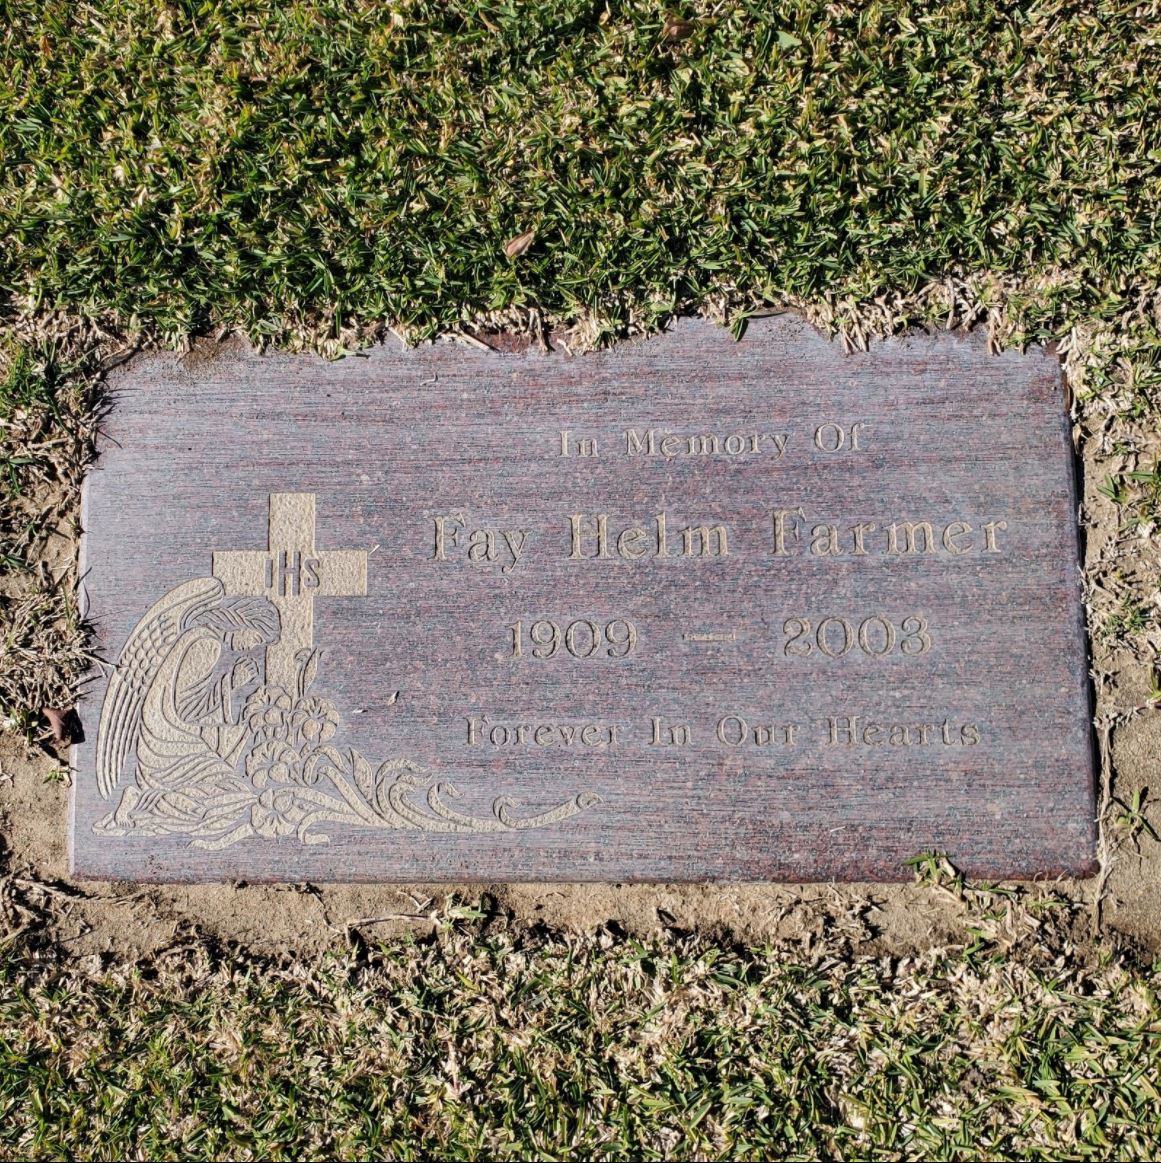 In Memory Of
Fay Helm Farmer
1909 - 2003
IHS
Forever In Our Hearts